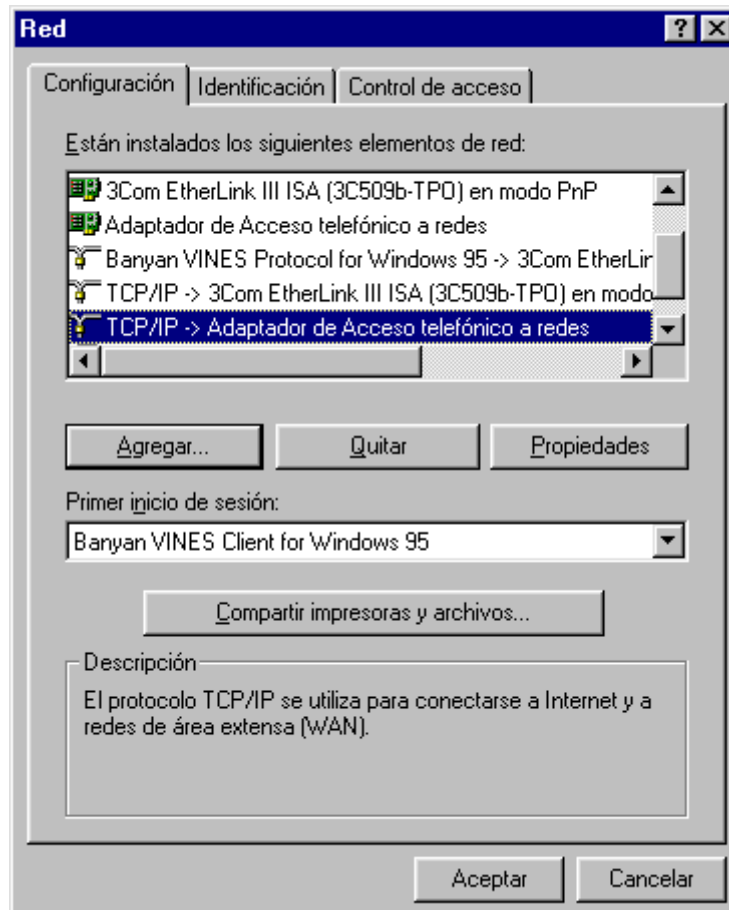 Red
Configuración Identificación Control de acceso
Están instalados los siguientes elementos de red:
3Com EtherLink III ISA (3C509b-TPO) en modo PnP
Adaptador de Acceso telefónico a redes
Banyan VINES Protocol for Windows 95 -> 3Com EtherLin
TCP/IP -> 3Com EtherLink III ISA (3C509b-TPO) en modo
TCP/IP -> Adaptador de Acceso telefónico a redes
Agregar... Quitar Propiedades
Primer inicio de sesión:
Banyan VINES Client for Windows 95
Compartir impresoras y archivos...
Descripción
El protocolo TCP/IP se utiliza para conectarse a Internet y a
redes de área extensa (WAN).
Aceptar Cancelar